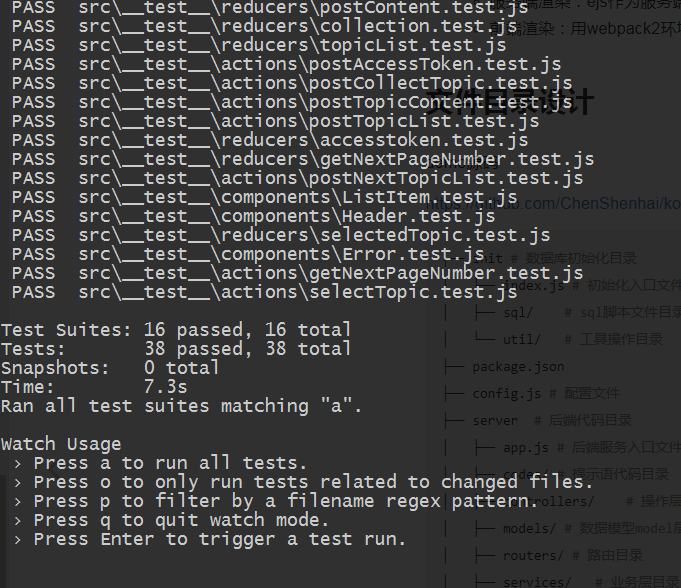 PASS src\__test__\reducers\postContent.test.js
PASS src\__test__\reducers\collection.test.js
PASS src\__test__\reducers\topicList.test.js
PASS src\__test__\actions\postAccessToken.test.js
PASS src\__test__\actions\postCollectTopic.test.js
PASS src\__test__\actions\postTopicContent.test.js
PASS src\__test__\actions\postTopicList.test.js
PASS src\__test__\reducers\accesstoken.test.js
PASS src\__test__\reducers\getNextPageNumber.test.js
PASS src\__test__\actions\postNextTopicList.test.js
PASS src\__test__\components\ListItem.test.js
PASS src\__test__\components\Header.test.js
PASS src\__test__\reducers\selectedTopic.test.js
PASS src\__test__\components\Error.test.js
PASS src\__test__\actions\getNextPageNumber.test.js
PASS src\__test__\actions\selectTopic.test.js
Test Suites: 16 passed, 16 total
Tests: 38 passed, 38 total
Snapshots: 0 total
Time: 7.3s
Ran all test suites matching "a".
Watch Usage
› Press a to run all tests.
› Press o to only run tests related to changed files.
› Press p to filter by a filename regex pattern.
› Press q to quit watch mode.
› Press Enter to trigger a test run.
端渲染：ejs作为服务端
端渲染：用webpack2环境
文件目录设计
https://github.com/ChenShenhai/ko
├── init # 数据库初始化目录
│ ├── index.js # 初始化入口文件
│ ├── sql/ # sql脚本文件目录
│ └── util/ # 工具操作目录
├── package.json
├── config.js # 配置文件
├── server # 后端代码目录
│ ├── app.js # 后端服务入口文件
│ ├── codes/ # 提示语代码目录
│ ├── controllers/ # 操作层
│ ├── models/ # 数据模型model层
│ ├── routers/ # 路由目录
│ ├── services/ # 业务层目录